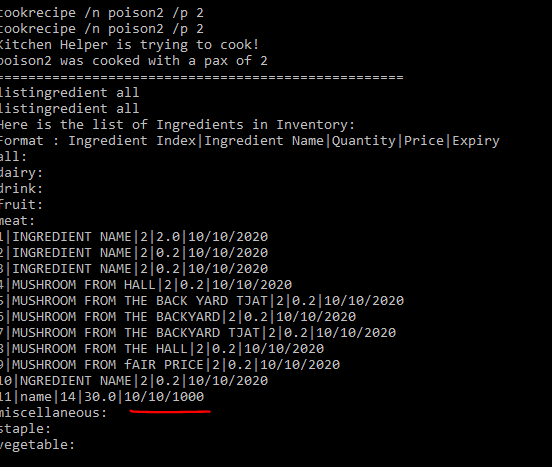 cookrecipe /n poison2 /p 2
cookrecipe /n poison2 /p 2
Kitchen Helper is trying to cook!
poison2 was cooked with a pax of 2
====================================================
listingredient all
listingredient all
Here is the list of Ingredients in Inventory:
Format : Ingredient Index|Ingredient Name|Quantity|Price|Expiry
all:
dairy:
drink:
fruit:
meat:
1|INGREDIENT NAME|2|2.0|10/10/2020
2|INGREDIENT NAME|2|0.2|10/10/2020
3|INGREDIENT NAME|2|0.2|10/10/2020
4|MUSHROOM FROM HALL|2|0.2|10/10/2020
5|MUSHROOM FROM THE BACK YARD TJAT|2|0.2|10/10/2020
6|MUSHROOM FROM THE BACKYARD|2|0.2|10/10/2020
7|MUSHROOM FROM THE BACKYARD TJAT|2|0.2|10/10/2020
8|MUSHROOM FROM THE HALL|2|0.2|10/10/2020
9|MUSHROOM FROM fAIR PRICE|2|0.2|10/10/2020
10|NGREDIENT NAME|2|0.2|10/10/2020
11|name|14|30.0|10/10/1000
miscellaneous:
staple:
vegetable: